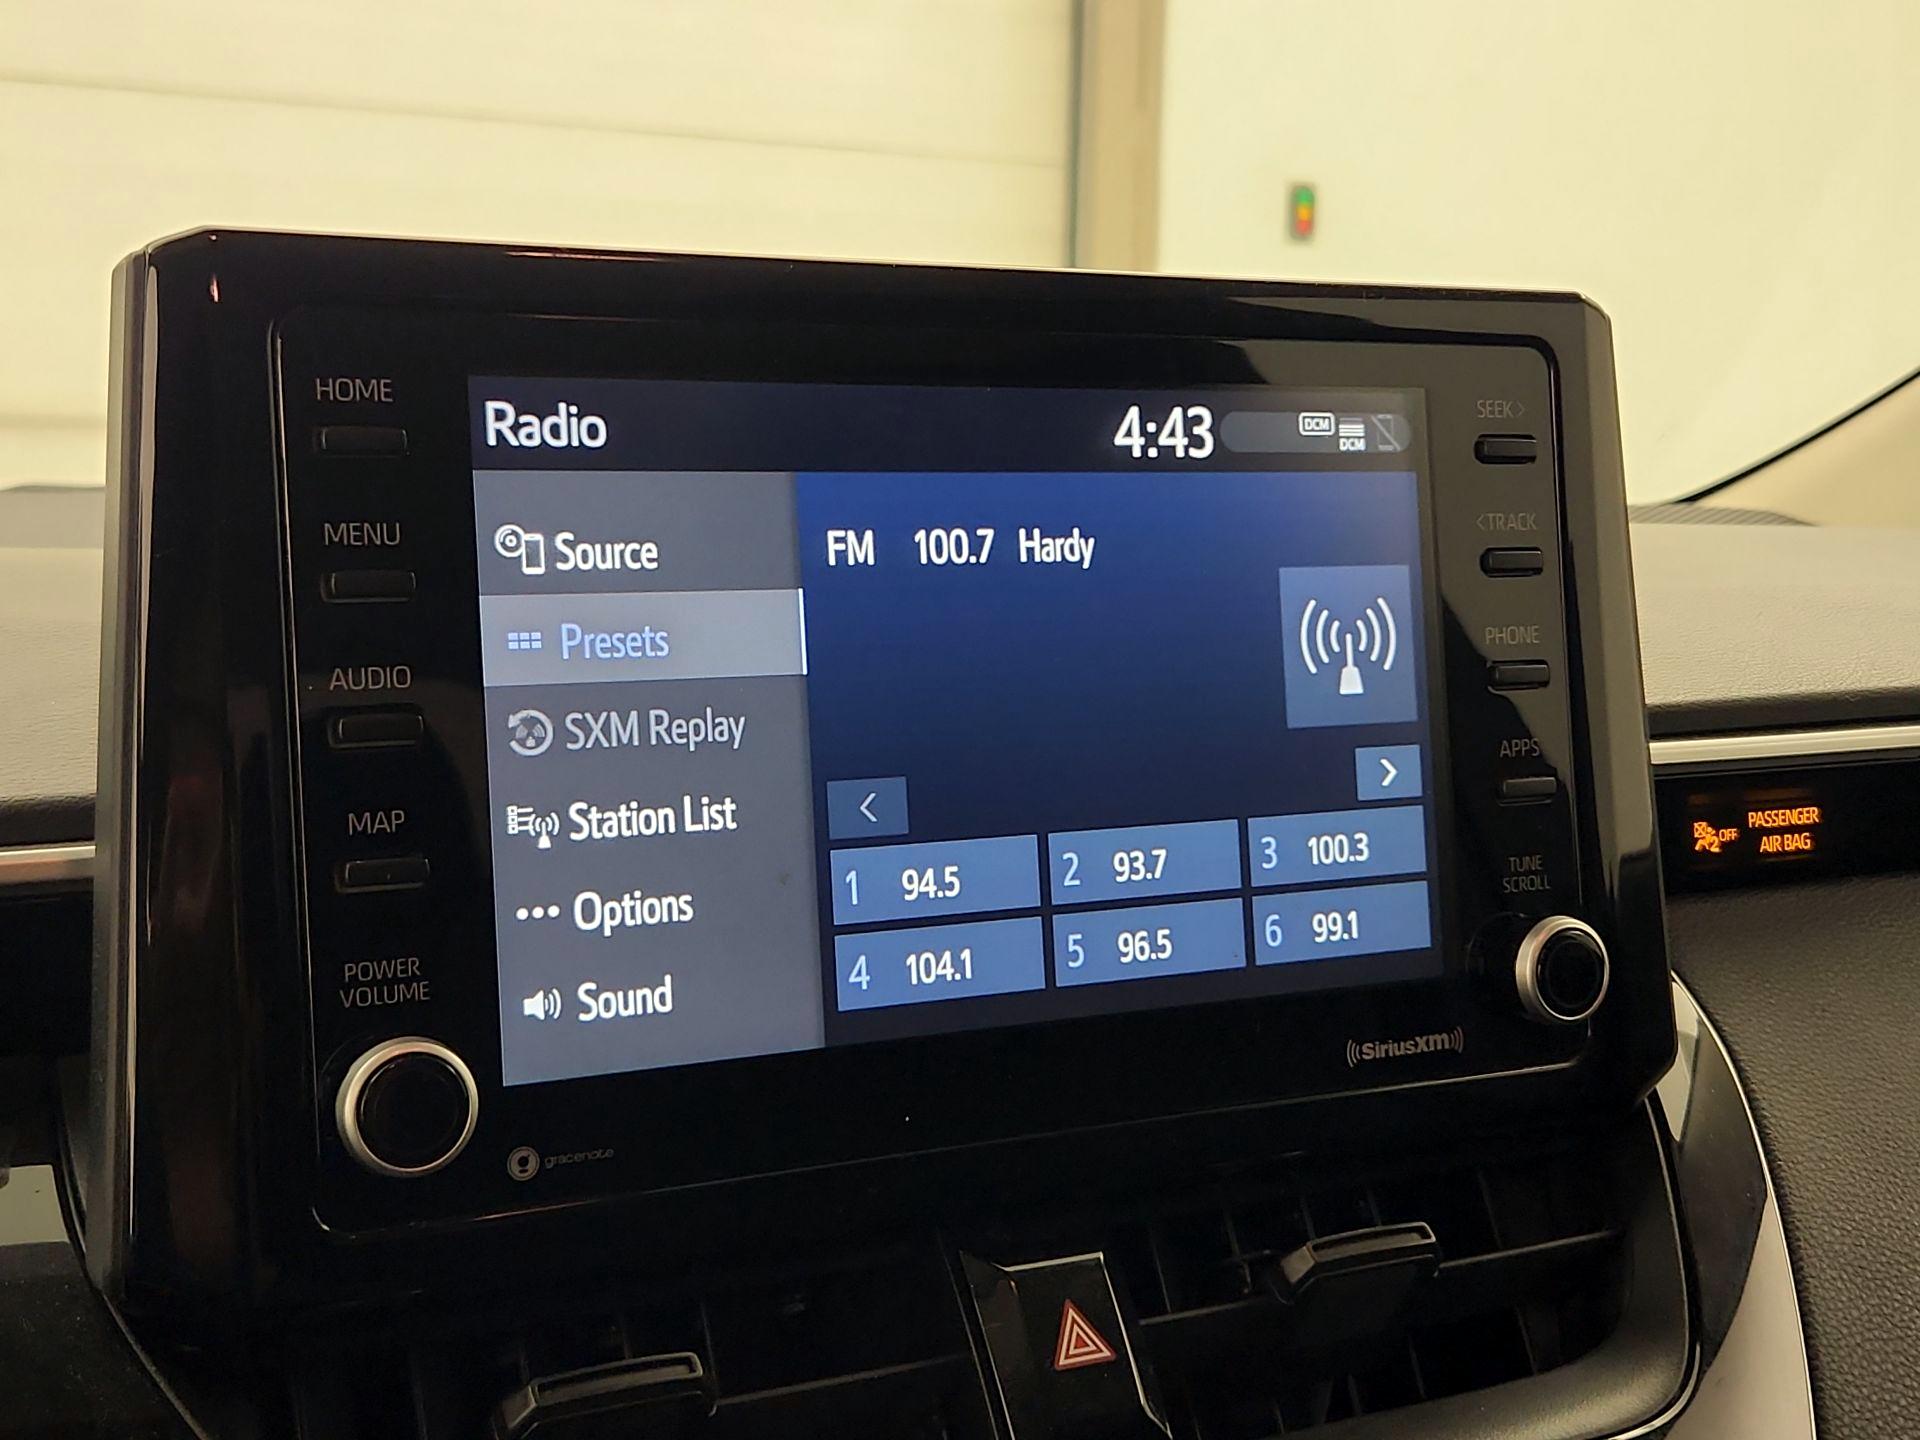 HOME
MENU
AUDIO
MAP
POWER
VOLUME
Radio
4:43
DCM
DCM
Source
Presets
SXM Replay
Station List
Options
Sound
FM 100.7 Hardy
<
>
1 94.5
2 93.7
3 100.3
4 104.1
5 96.5
6 99.1
SEEK>
<TRACK
PHONE
APPS
TUNE
SCROLL
SiriusXM
gracenote
OFF
PASSENGER
AIR BAG